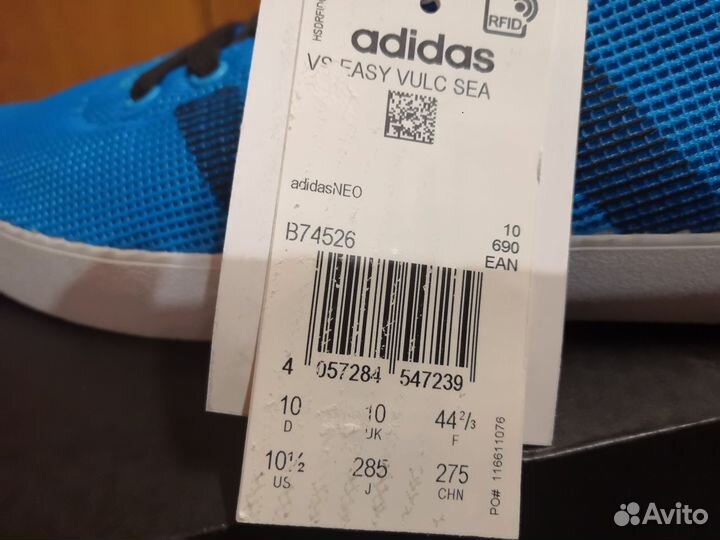 HSDRFID
RFID
adidas
VS EASY VULC SEA
adidasNEO
B74526
10
690
EAN
4 057284 547239
10 10 44⅔
D UK F
10½ 285 275
US J CHN
PO# 116611076
Avito